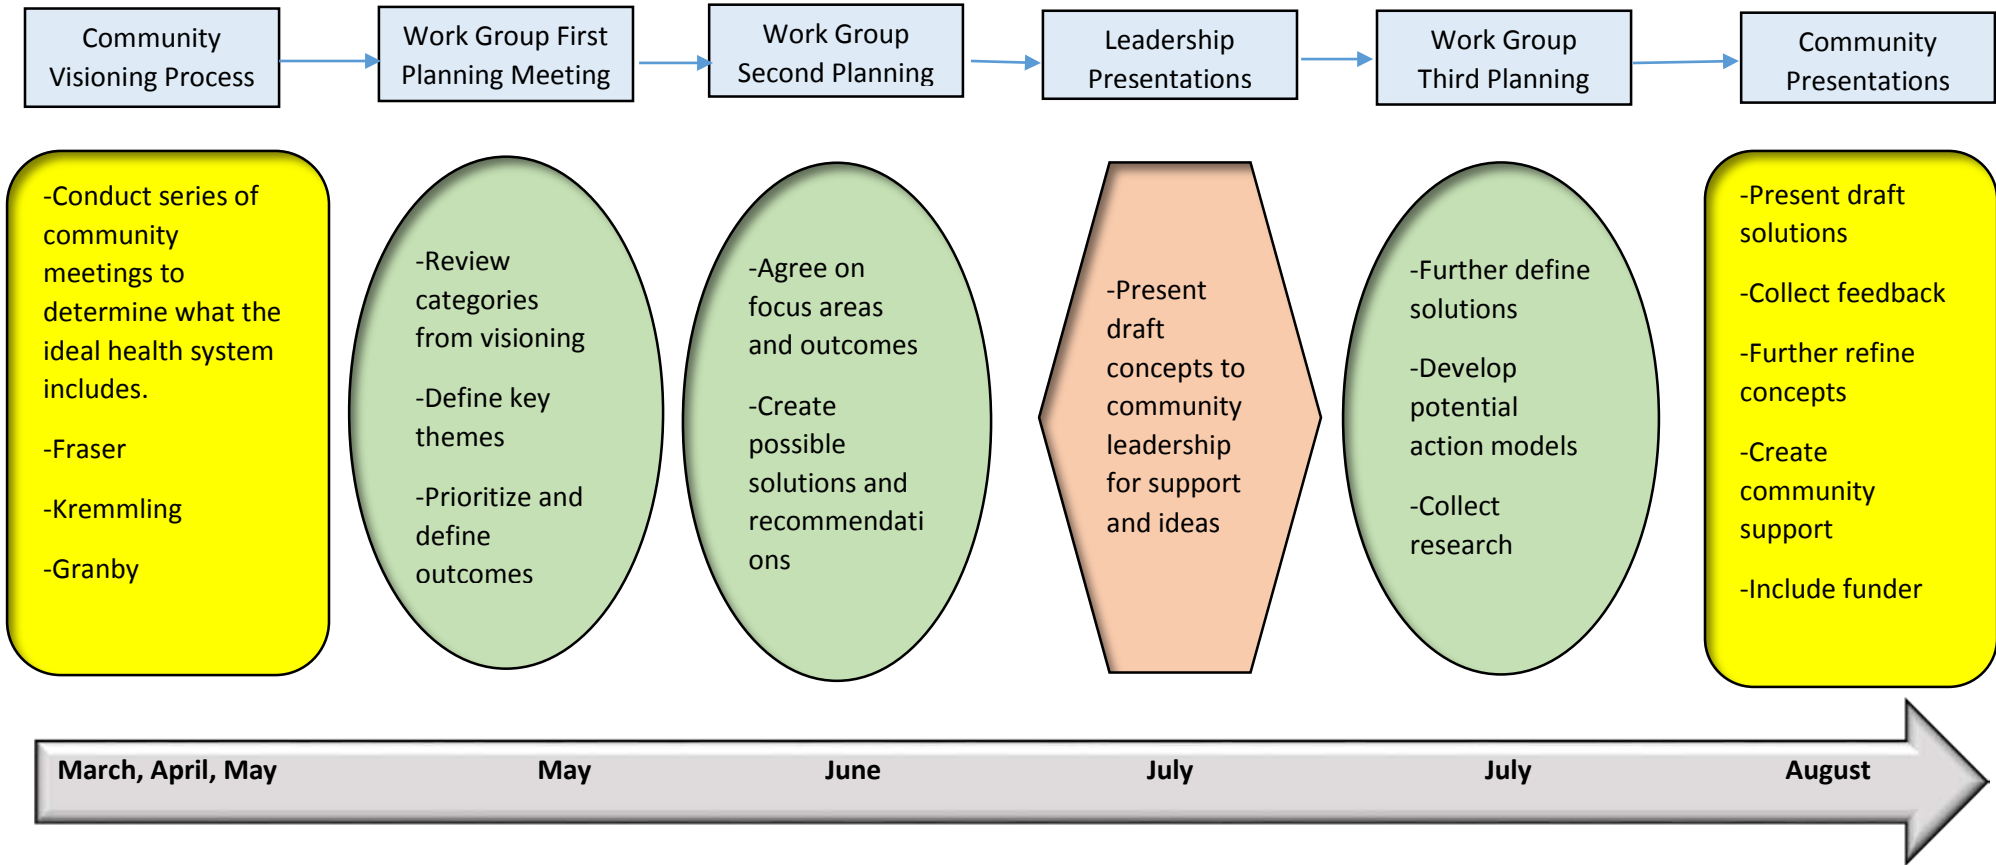 Community
Visioning Process
Work Group First
Planning Meeting
Work Group
Second Planning
Leadership
Presentations
Work Group
Third Planning
Community
Presentations
-Conduct series of
community
meetings to
determine what the
ideal health system
includes.
-Fraser
-Kremmling
-Granby
-Review
categories
from visioning
-Define key
themes
-Prioritize and
define
outcomes
-Agree on
focus areas
and outcomes
-Create
possible
solutions and
recommendati
ons
-Present
draft
concepts to
community
leadership
for support
and ideas
-Further define
solutions
-Develop
potential
action models
-Collect
research
-Present draft
solutions
-Collect feedback
-Further refine
concepts
-Create
community
support
-Include funder
March, April, May
May
June
July
July
August